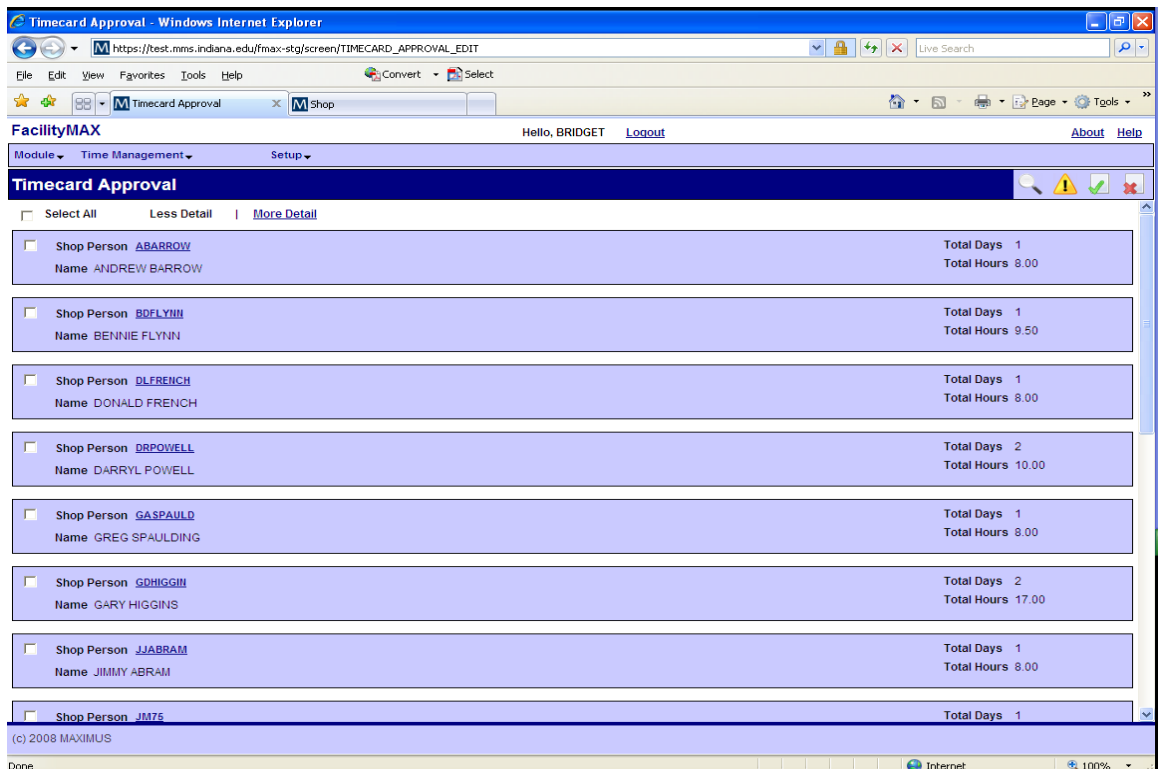 Timecard Approval - Windows Internet Explorer
https://test.mms.indiana.edu/fmax-stg/screen/TIMECARD_APPROVAL_EDIT Live Search
File Edit View Favorites Tools Help Convert Select
Timecard Approval Shop Page Tools »
FacilityMAX Hello, BRIDGET Logout About Help
Module Time Management Setup
Timecard Approval
Select All Less Detail | More Detail
Shop Person ABARROW Total Days 1
Name ANDREW BARROW Total Hours 8.00
Shop Person BDFLYNN Total Days 1
Name BENNIE FLYNN Total Hours 9.50
Shop Person DLFRENCH Total Days 1
Name DONALD FRENCH Total Hours 8.00
Shop Person DRPOWELL Total Days 2
Name DARRYL POWELL Total Hours 10.00
Shop Person GASPAULD Total Days 1
Name GREG SPAULDING Total Hours 8.00
Shop Person GDHIGGIN Total Days 2
Name GARY HIGGINS Total Hours 17.00
Shop Person JJABRAM Total Days 1
Name JIMMY ABRAM Total Hours 8.00
Shop Person JM75 Total Days 1
(c) 2008 MAXIMUS
Done Internet 100%